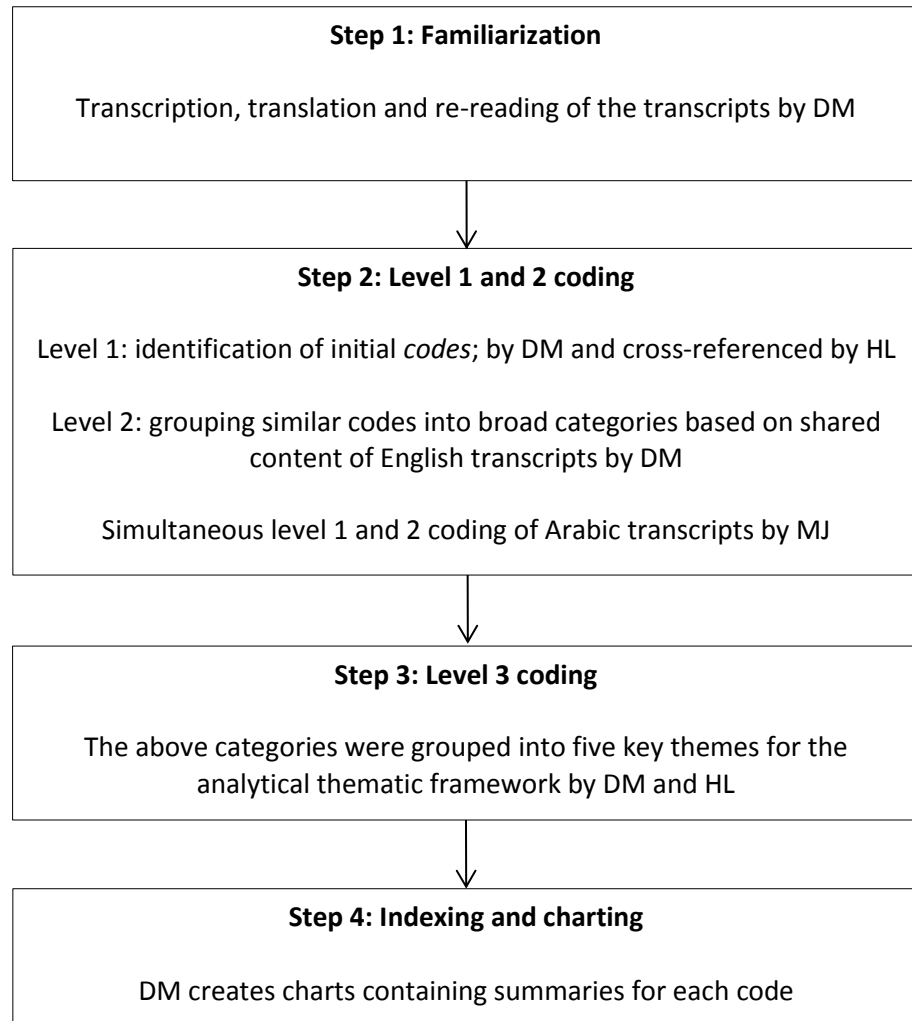 Step 1: Familiarization
Transcription, translation and re-reading of the transcripts by DM
Step 2: Level 1 and 2 coding
Level 1: identification of initial codes; by DM and cross-referenced by HL
Level 2: grouping similar codes into broad categories based on shared
content of English transcripts by DM
Simultaneous level 1 and 2 coding of Arabic transcripts by MJ
Step 3: Level 3 coding
The above categories were grouped into five key themes for the
analytical thematic framework by DM and HL
Step 4: Indexing and charting
DM creates charts containing summaries for each code